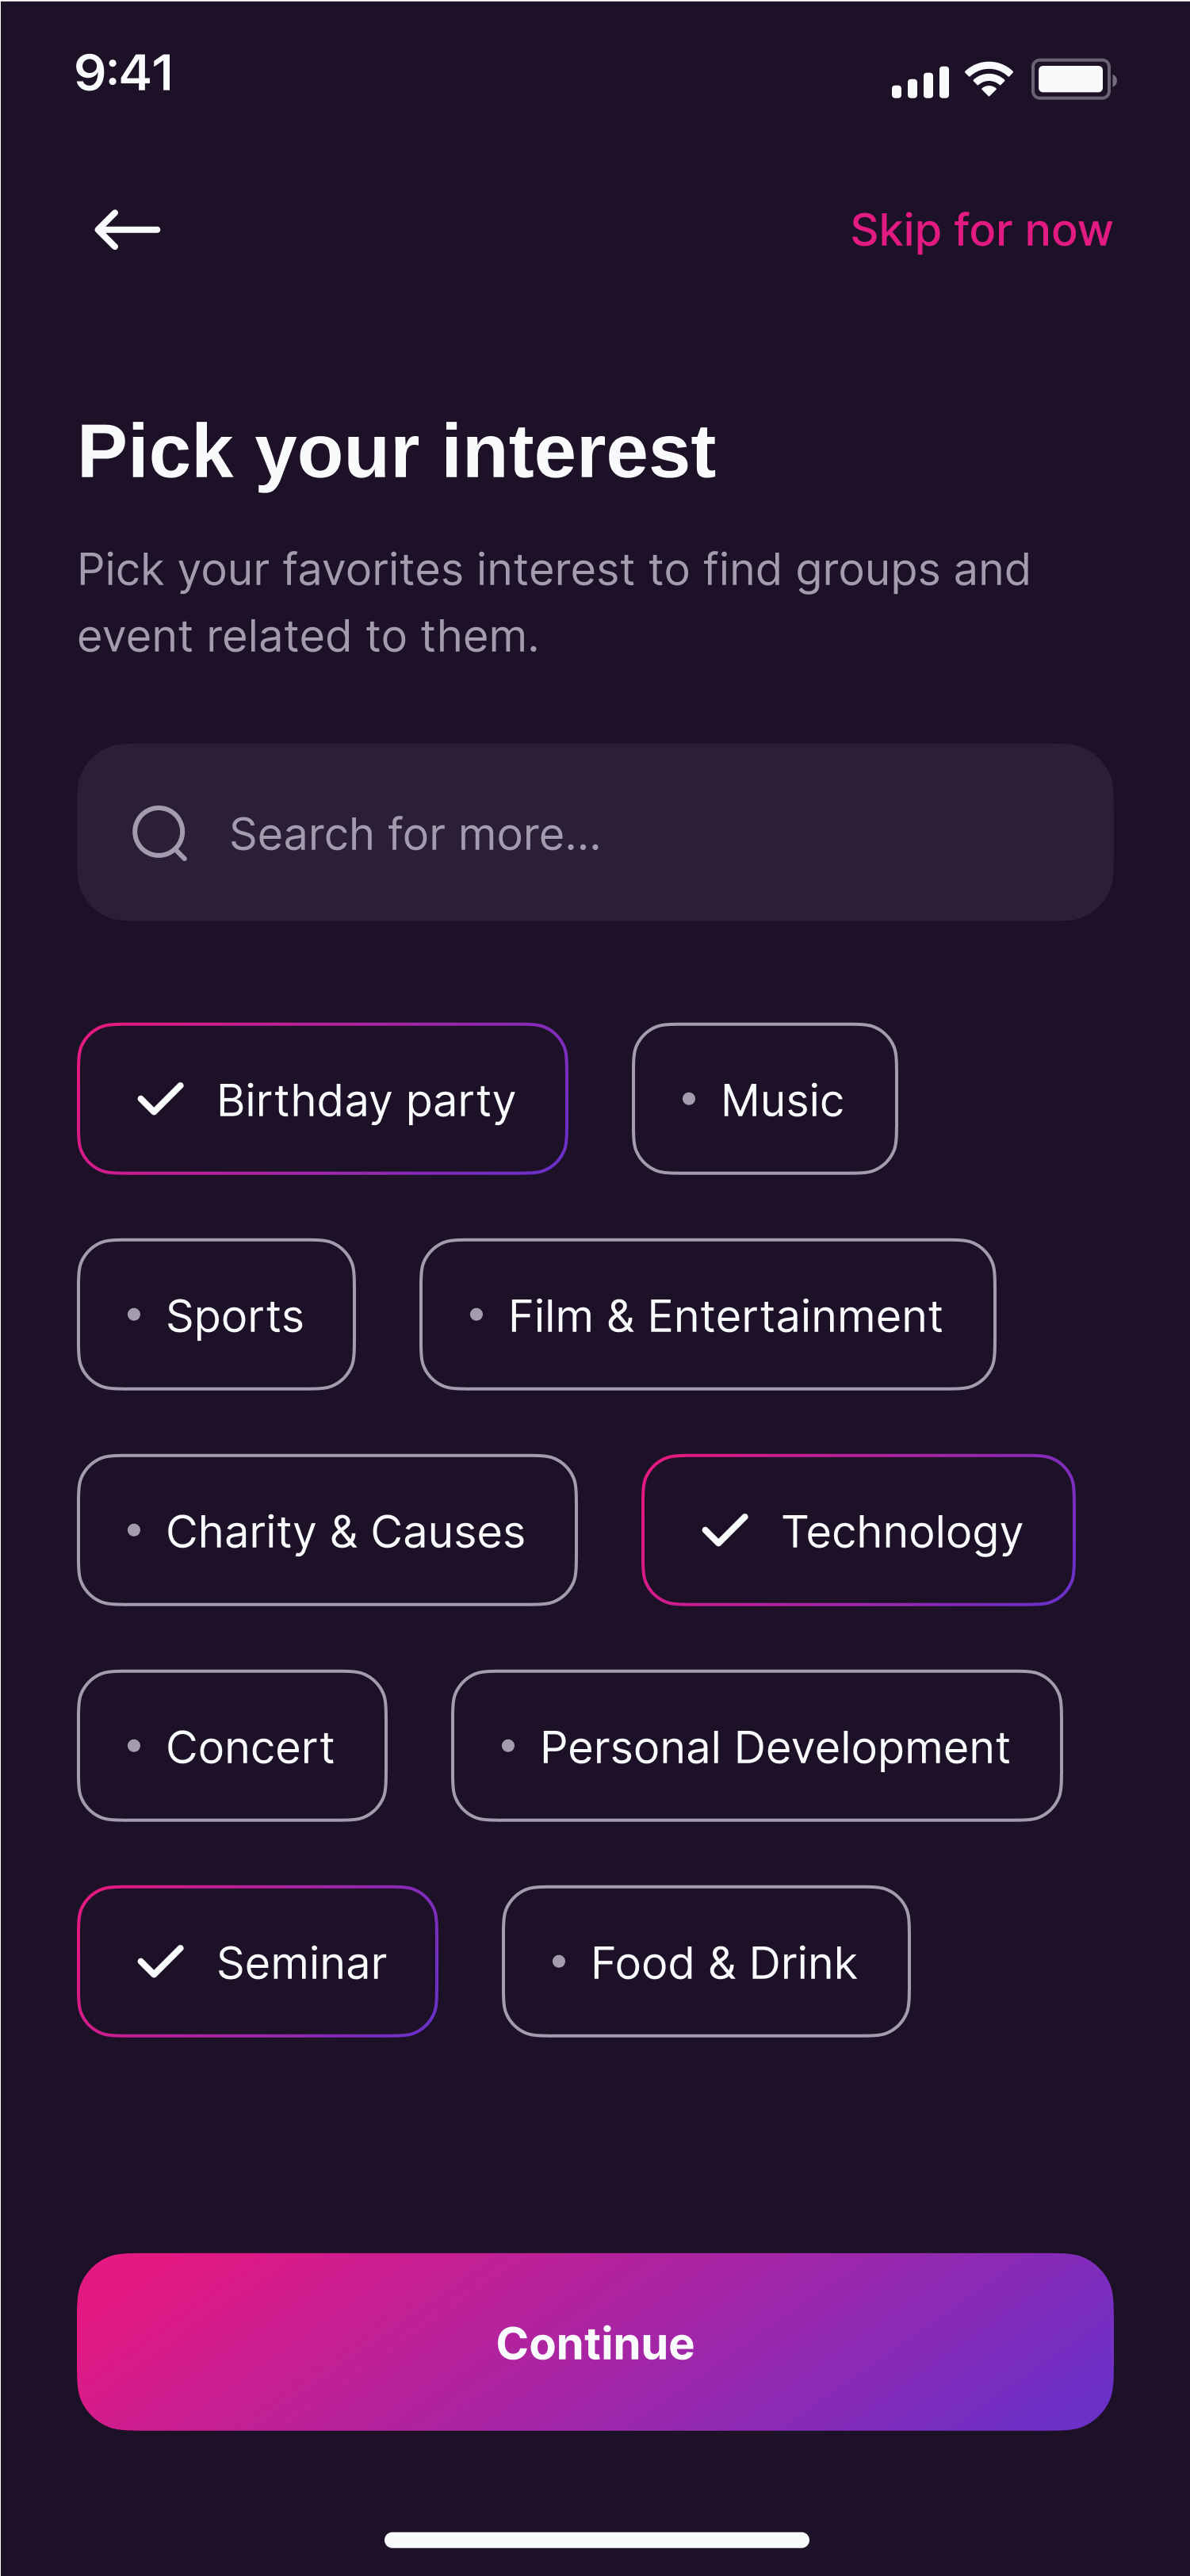 9:41
Skip for now
Pick your interest
Pick your favorites interest to find groups and
event related to them.
Search for more...
Birthday party
Music
Sports
Film & Entertainment
Charity & Causes
Technology
Concert
Personal Development
Seminar
Food & Drink
Continue